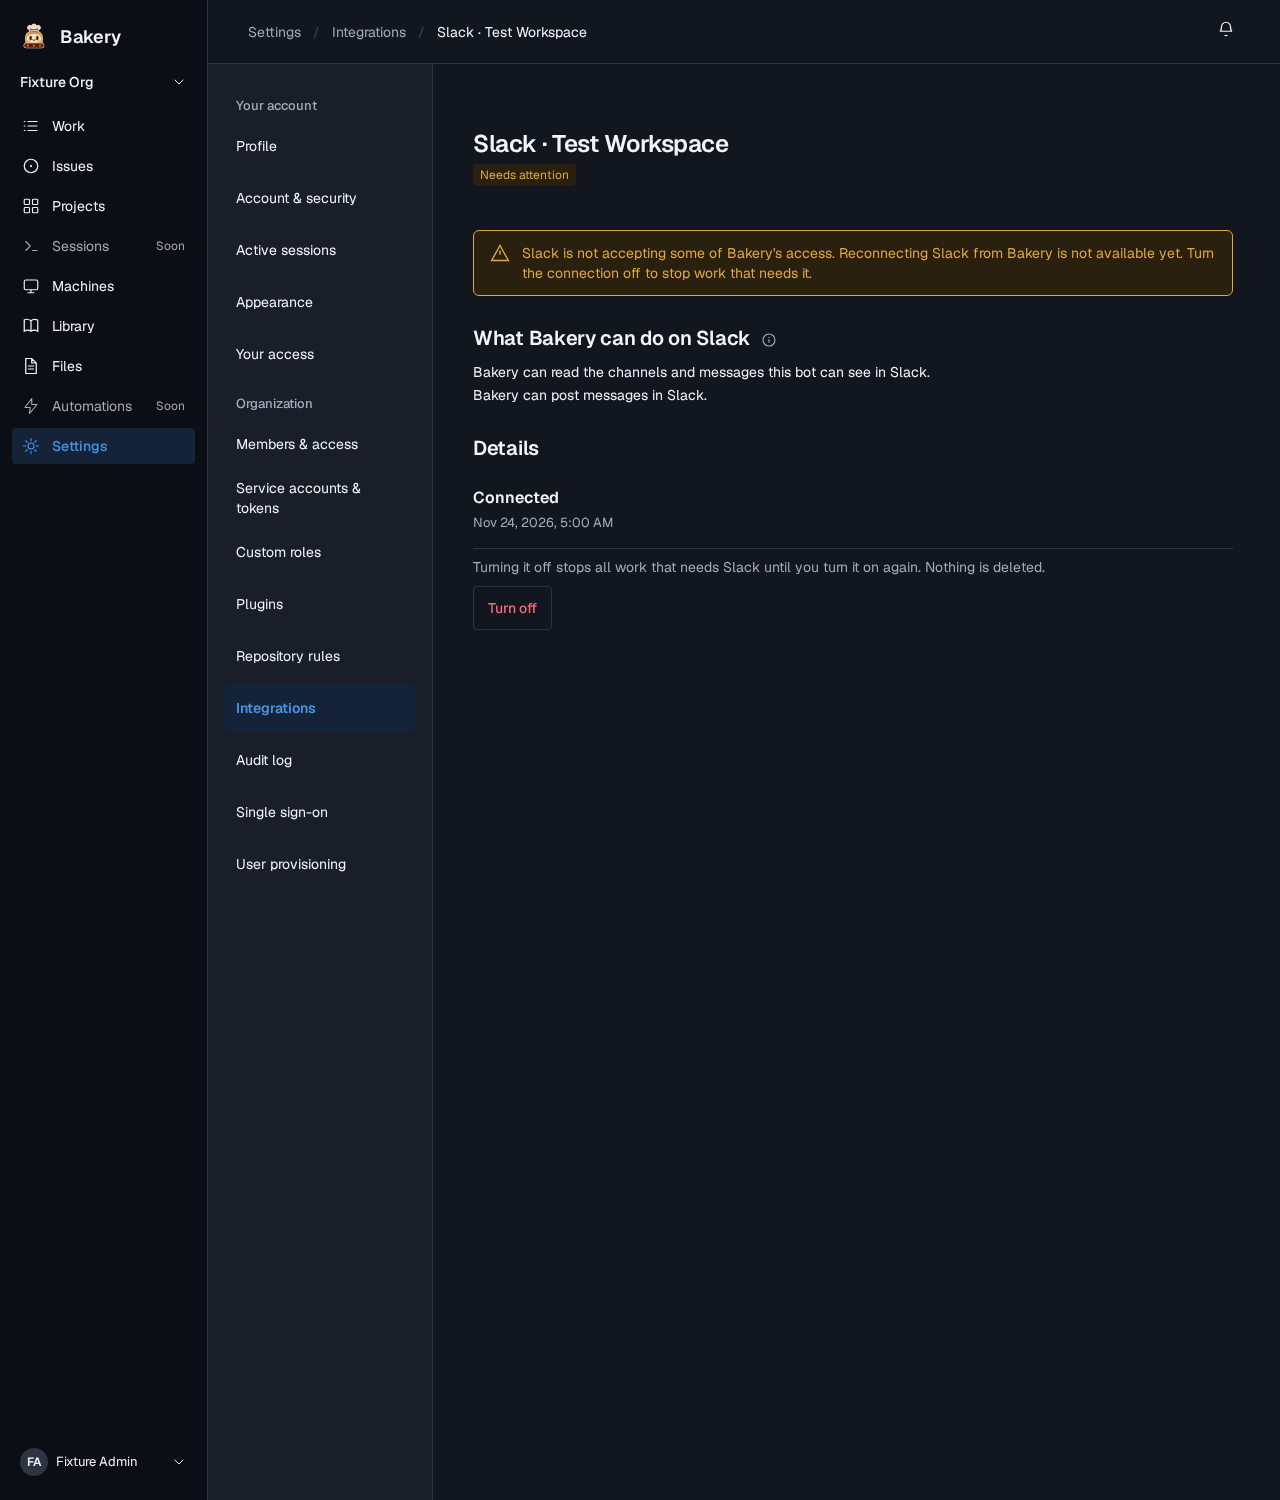 Bakery
Fixture Org
Work
Issues
Projects
Sessions Soon
Machines
Library
Files
Automations Soon
Settings
FA Fixture Admin
Settings / Integrations / Slack · Test Workspace
Your account
Profile
Account & security
Active sessions
Appearance
Your access
Organization
Members & access
Service accounts &
tokens
Custom roles
Plugins
Repository rules
Integrations
Audit log
Single sign-on
User provisioning
Slack · Test Workspace
Needs attention
Slack is not accepting some of Bakery's access. Reconnecting Slack from Bakery is not available yet. Turn
the connection off to stop work that needs it.
What Bakery can do on Slack
Bakery can read the channels and messages this bot can see in Slack.
Bakery can post messages in Slack.
Details
Connected
Nov 24, 2026, 5:00 AM
Turning it off stops all work that needs Slack until you turn it on again. Nothing is deleted.
Turn off